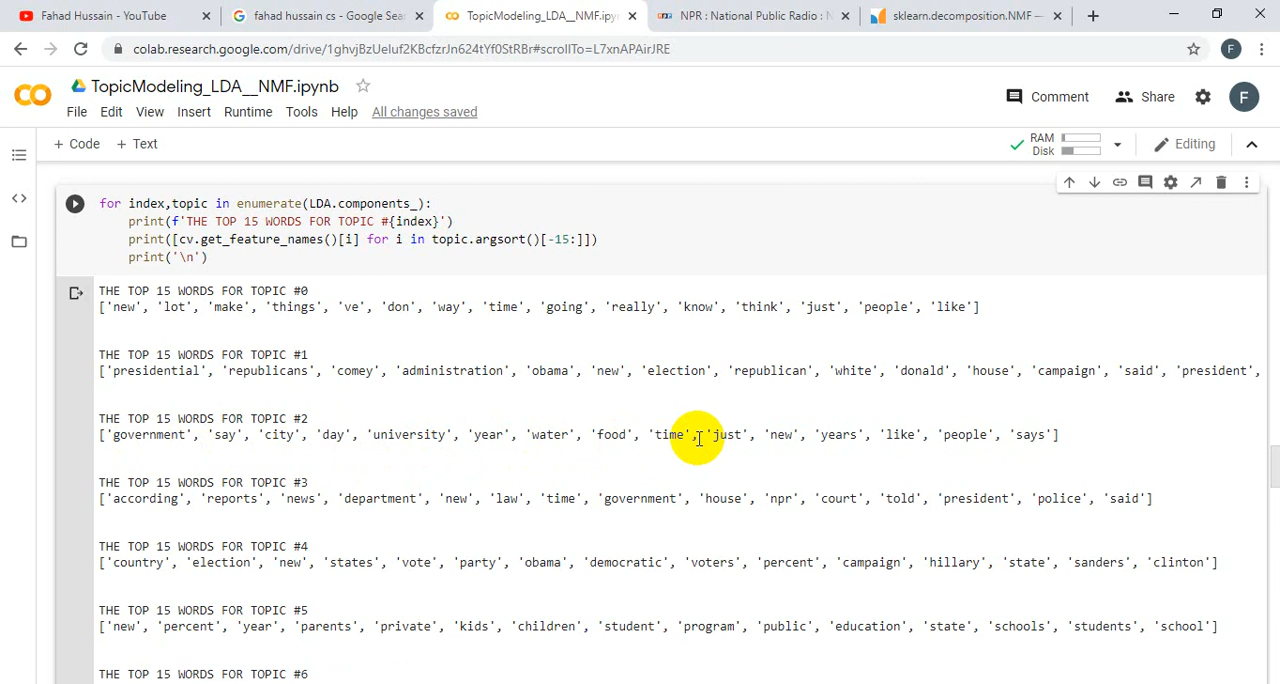 Fahad Hussain - YouTube
fahad hussain cs - Google Sea
TopicModeling_LDA__NMF.ipyn
NPR : National Public Radio : N
sklearn.decomposition.NMF —
colab.research.google.com/drive/1ghvjBzUeluf2KBcfzrJn624tYf0StRBr#scrollTo=L7xnAPAirJRE
F
TopicModeling_LDA__NMF.ipynb
Comment
Share
F
File Edit View Insert Runtime Tools Help All changes saved
+ Code + Text
RAM
Disk
Editing
for index,topic in enumerate(LDA.components_):
print(f'THE TOP 15 WORDS FOR TOPIC #{index}')
print([cv.get_feature_names()[i] for i in topic.argsort()[-15:]])
print('\n')
THE TOP 15 WORDS FOR TOPIC #0
['new', 'lot', 'make', 'things', 've', 'don', 'way', 'time', 'going', 'really', 'know', 'think', 'just', 'people', 'like']
THE TOP 15 WORDS FOR TOPIC #1
['presidential', 'republicans', 'comey', 'administration', 'obama', 'new', 'election', 'republican', 'white', 'donald', 'house', 'campaign', 'said', 'president',
THE TOP 15 WORDS FOR TOPIC #2
['government', 'say', 'city', 'day', 'university', 'year', 'water', 'food', 'time', 'just', 'new', 'years', 'like', 'people', 'says']
THE TOP 15 WORDS FOR TOPIC #3
['according', 'reports', 'news', 'department', 'new', 'law', 'time', 'government', 'house', 'npr', 'court', 'told', 'president', 'police', 'said']
THE TOP 15 WORDS FOR TOPIC #4
['country', 'election', 'new', 'states', 'vote', 'party', 'obama', 'democratic', 'voters', 'percent', 'campaign', 'hillary', 'state', 'sanders', 'clinton']
THE TOP 15 WORDS FOR TOPIC #5
['new', 'percent', 'year', 'parents', 'private', 'kids', 'children', 'student', 'program', 'public', 'education', 'state', 'schools', 'students', 'school']
THE TOP 15 WORDS FOR TOPIC #6